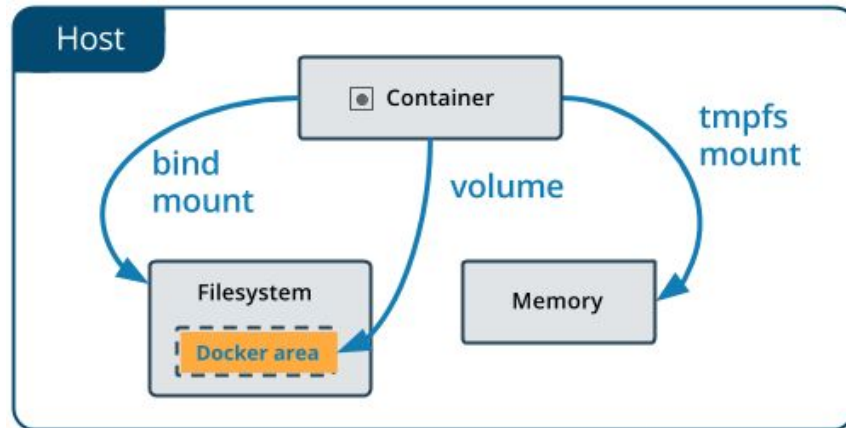 Host
Container
bind
mount
volume
tmpfs
mount
Filesystem
Docker area
Memory